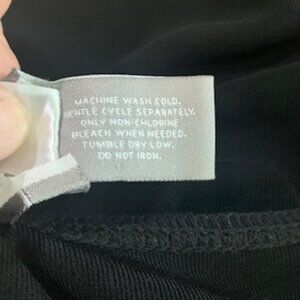 MACHINE WASH COLD.
GENTLE CYCLE SEPARATELY.
ONLY NON-CHLORINE
BLEACH WHEN NEEDED.
TUMBLE DRY LOW.
DO NOT IRON.